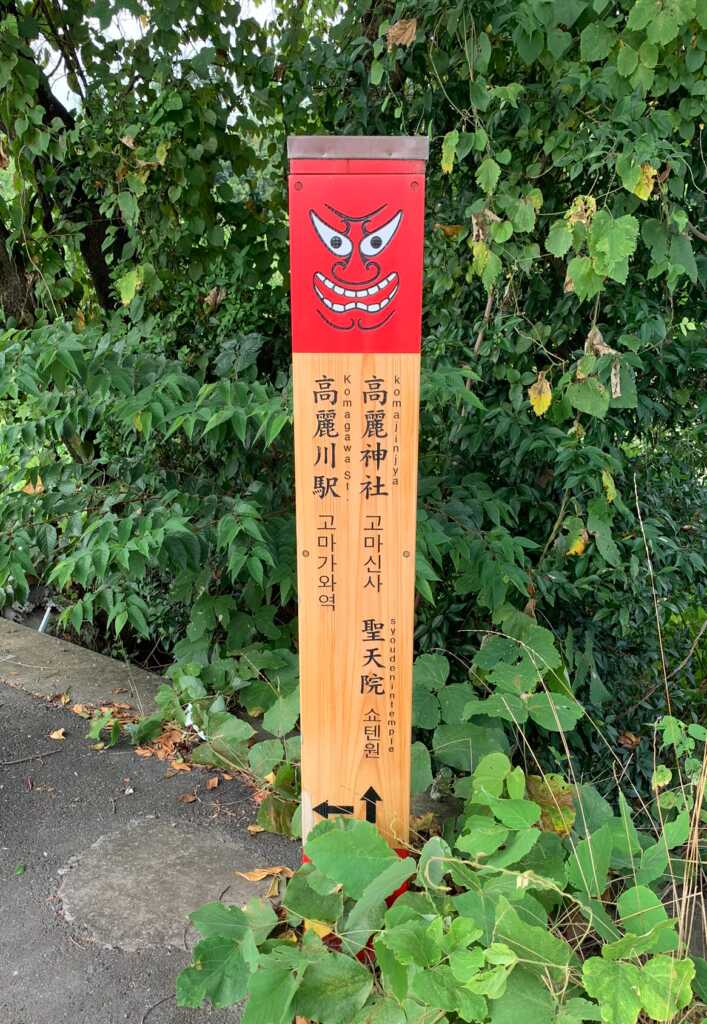 高麗神社
komajinjya
고마신사
聖天院
syoudenintemple
쇼텐원
高麗川駅
Komagawa St.
고마가와역